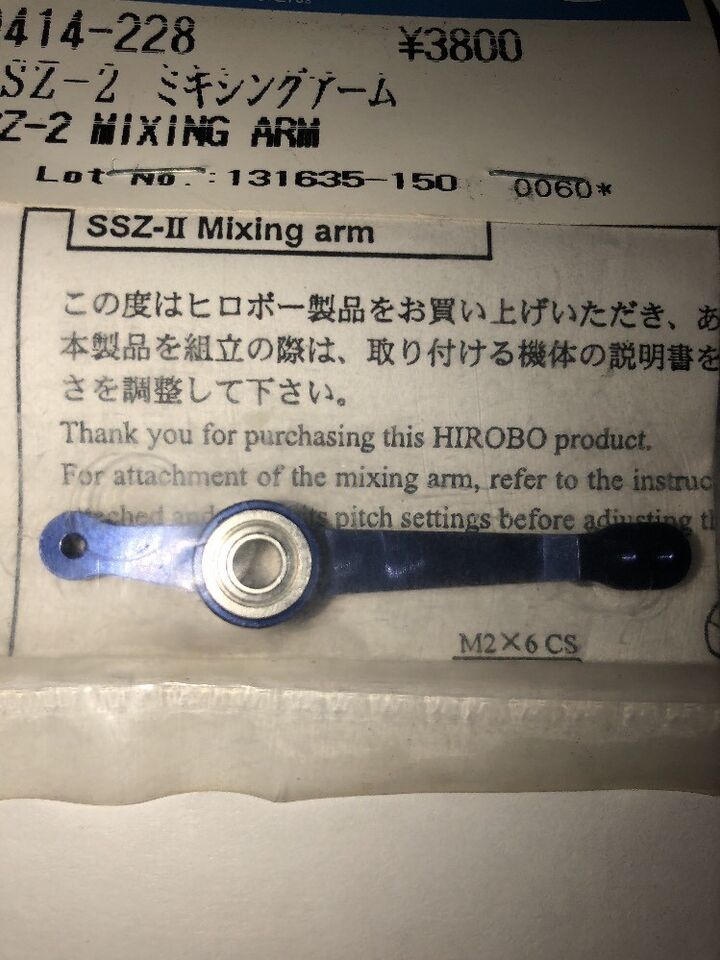 414-228 ¥3800
SZ-2 ミキシングアーム
Z-2 MIXING ARM
Lot No.:131635-150 0060*
SSZ-II Mixing arm
この度はヒロボー製品をお買い上げいただき、あ
本製品を組立の際は、取り付ける機体の説明書を
さを調整して下さい。
Thank you for purchasing this HIROBO product.
For attachment of the mixing arm, refer to the instruc
pitch settings before adjusting th
M2×6 CS